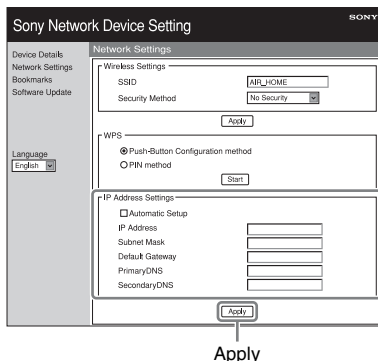 Sony Network Device Setting
SONY
Device Details
Network Settings
Bookmarks
Software Update
Language
English
Network Settings
Wireless Settings
SSID
AIR_HOME
Security Method
No Security
Apply
WPS
Push-Button Configuration method
PIN method
Start
IP Address Settings
Automatic Setup
IP Address
Subnet Mask
Default Gateway
PrimaryDNS
SecondaryDNS
Apply
Apply